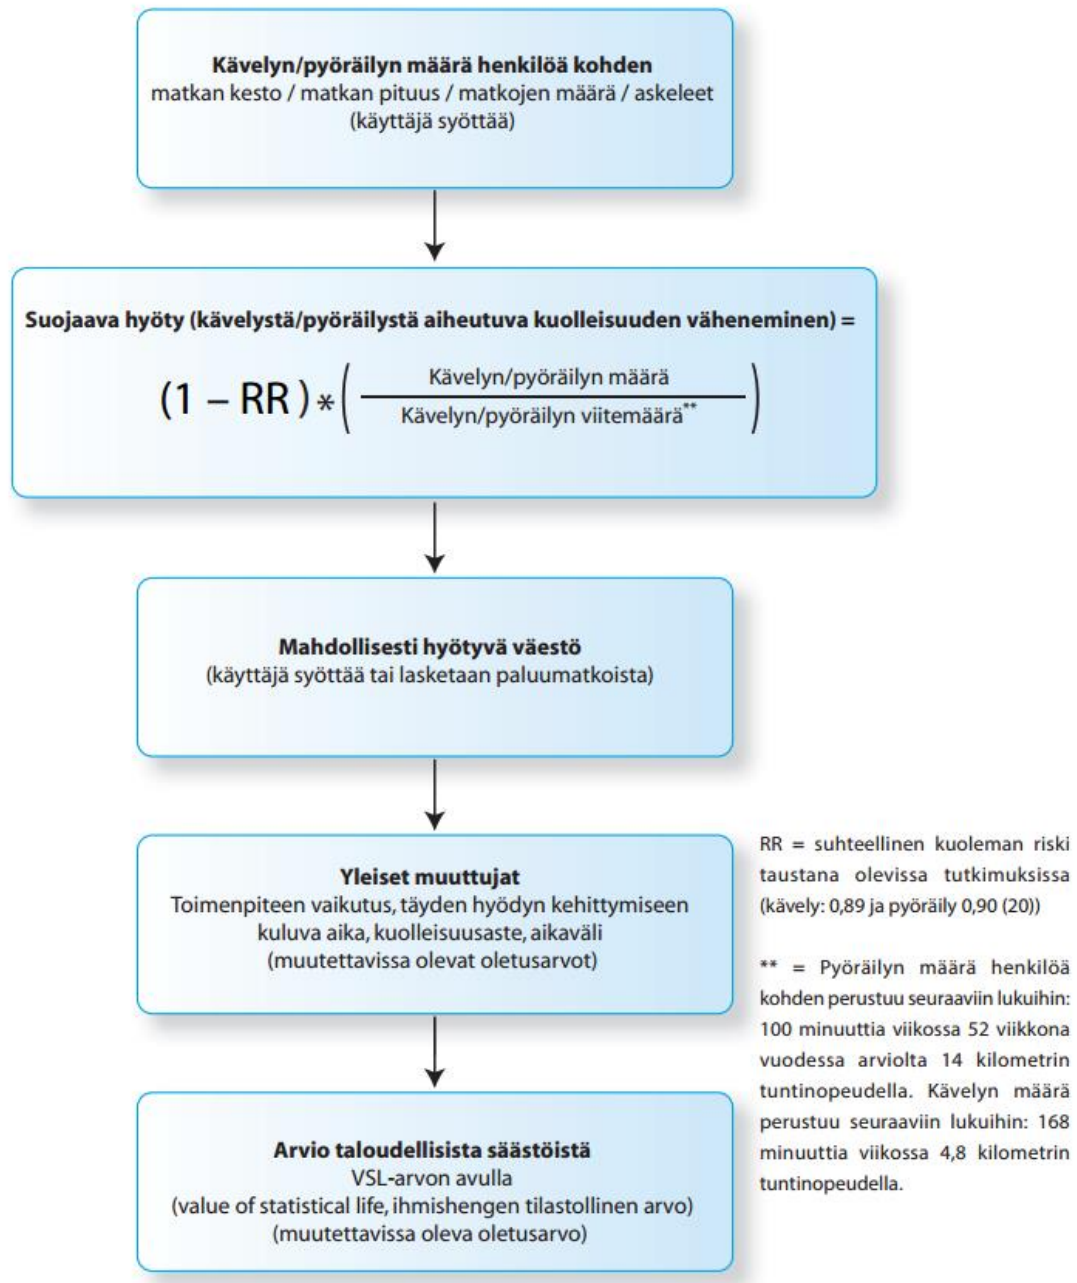 Kävelyn/pyöräilyn määrä henkilöä kohden
matkan kesto / matkan pituus / matkojen määrä / askeleet
(käyttäjä syöttää)
Suojaava hyöty (kävelystä/pyöräilystä aiheutuva kuolleisuuden väheneminen) =
(1 – RR) * ( Kävelyn/pyöräilyn määrä
Kävelyn/pyöräilyn viitemäärä** )
Mahdollisesti hyötyvä väestö
(käyttäjä syöttää tai lasketaan paluumatkoista)
Yleiset muuttujat
Toimenpiteen vaikutus, täyden hyödyn kehittymiseen
kuluva aika, kuolleisuusaste, aikaväli
(muutettavissa olevat oletusarvot)
RR = suhteellinen kuoleman riski
taustana olevissa tutkimuksissa
(kävely: 0,89 ja pyöräily 0,90 (20))
** = Pyöräilyn määrä henkilöä
kohden perustuu seuraaviin lukuihin:
100 minuuttia viikossa 52 viikkona
vuodessa arviolta 14 kilometrin
tuntinopeudella. Kävelyn määrä
perustuu seuraaviin lukuihin: 168
minuuttia viikossa 4,8 kilometrin
tuntinopeudella.
Arvio taloudellisista säästöistä
VSL-arvon avulla
(value of statistical life, ihmishengen tilastollinen arvo)
(muutettavissa oleva oletusarvo)